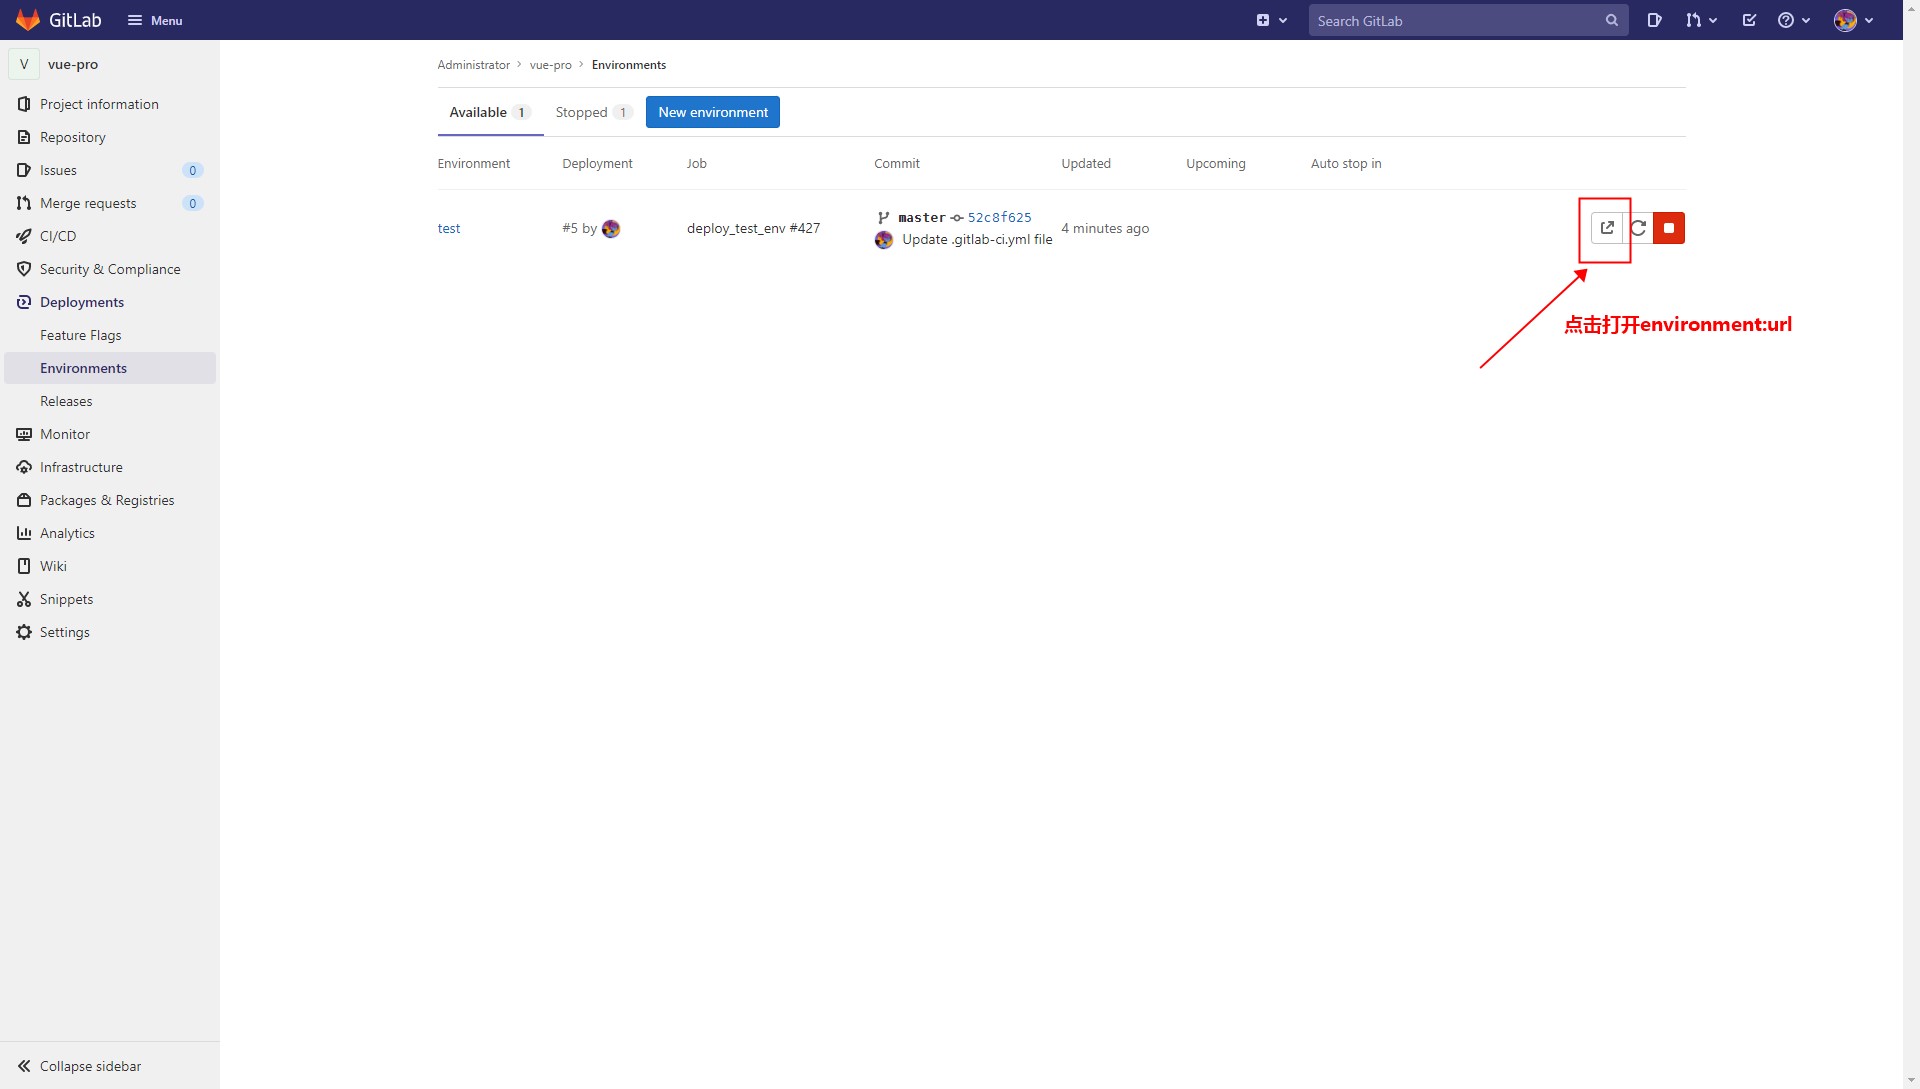 GitLab Menu Search GitLab
V vue-pro
Project information
Repository
Issues 0
Merge requests 0
CI/CD
Security & Compliance
Deployments
Feature Flags
Environments
Releases
Monitor
Infrastructure
Packages & Registries
Analytics
Wiki
Snippets
Settings
Collapse sidebar
Administrator › vue-pro › Environments
Available 1 Stopped 1 New environment
Environment Deployment Job Commit Updated Upcoming Auto stop in
test #5 by deploy_test_env #427 master 52c8f625 4 minutes ago
Update .gitlab-ci.yml file
点击打开environment:url